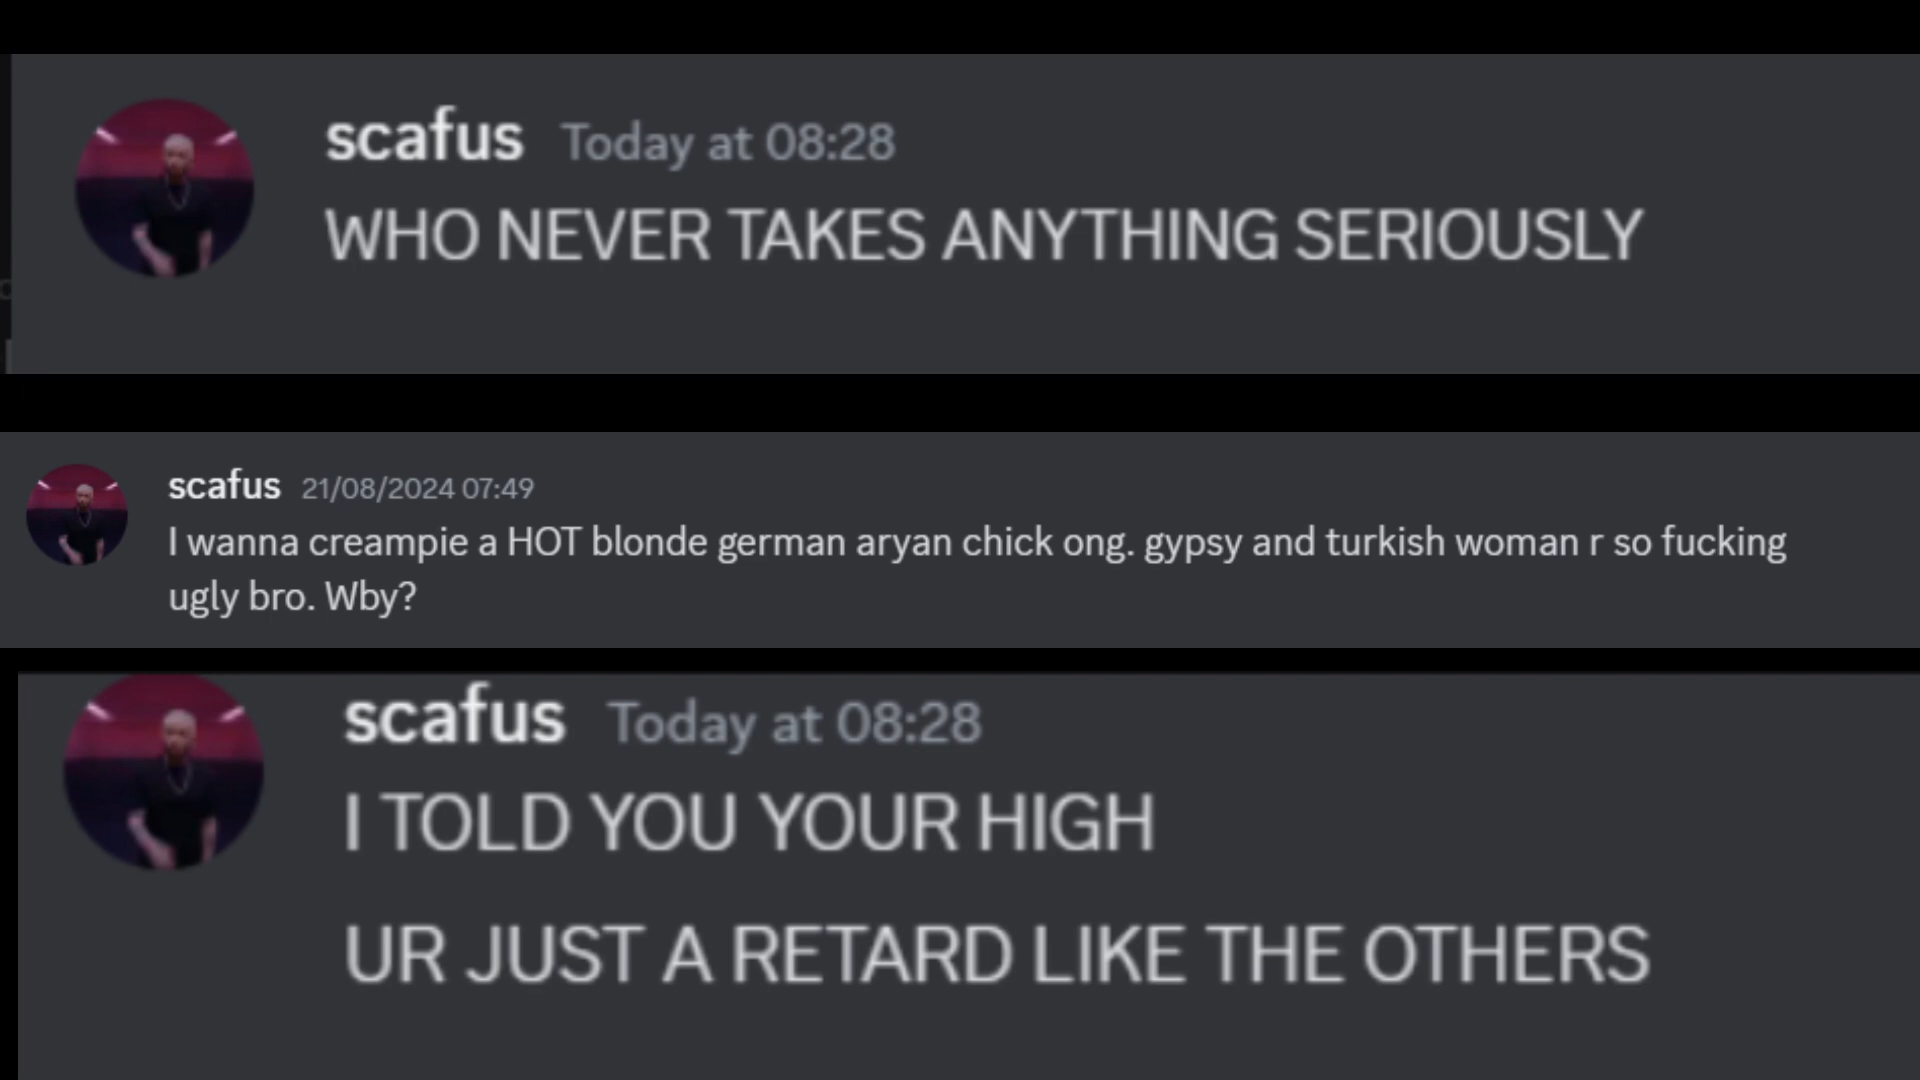 scafus Today at 08:28
WHO NEVER TAKES ANYTHING SERIOUSLY
scafus 21/08/2024 07:49
I wanna creampie a HOT blonde german aryan chick ong. gypsy and turkish woman r so fucking
ugly bro. Wby?
scafus Today at 08:28
I TOLD YOU YOUR HIGH
UR JUST A RETARD LIKE THE OTHERS